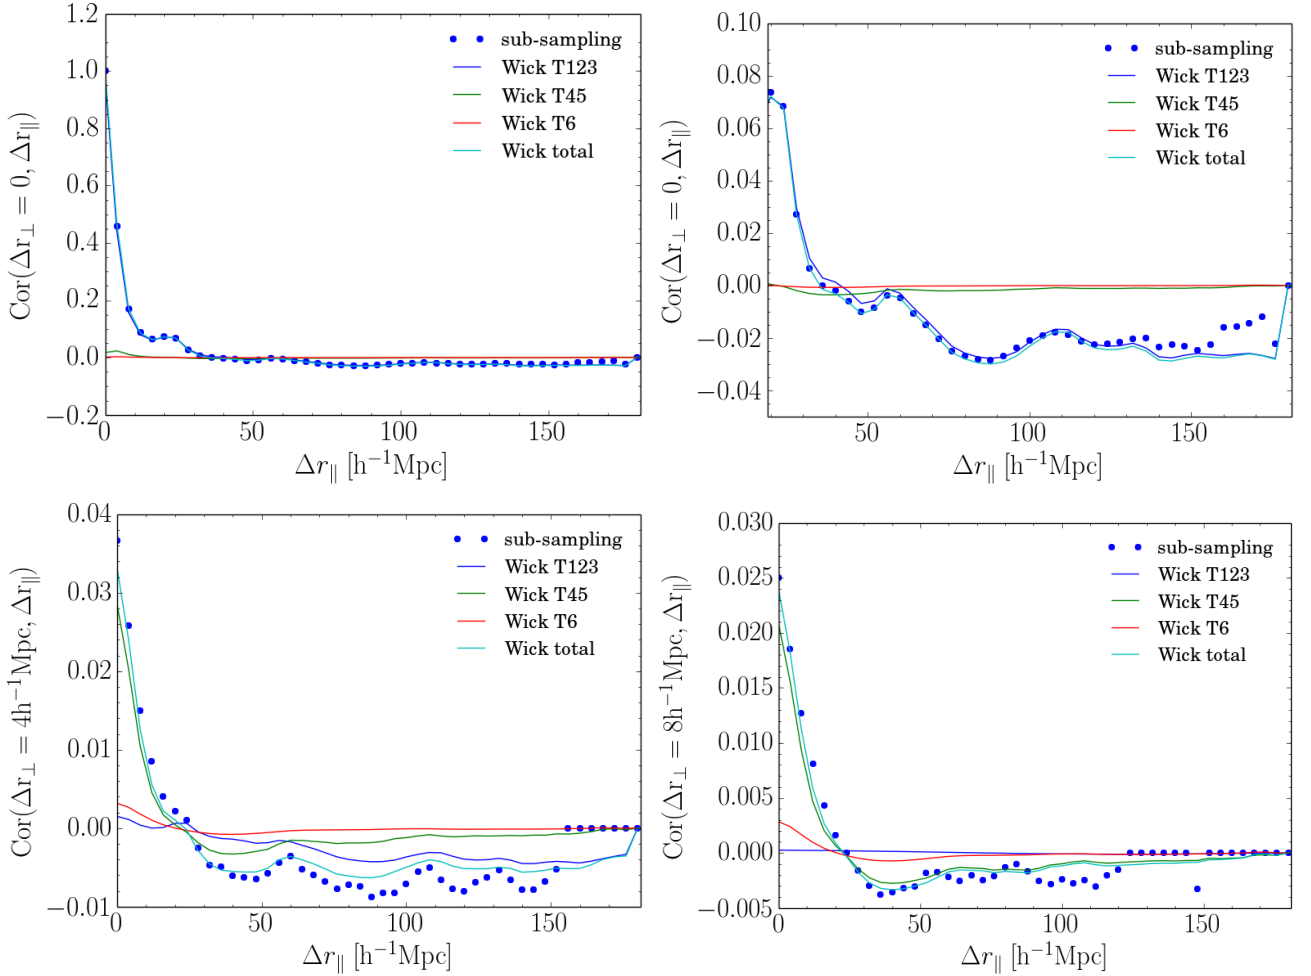 1.2
1.0
0.8
0.6
0.4
0.2
0.0
−0.2
Cor(Δr⊥ = 0, Δr∥)
sub-sampling
Wick T123
Wick T45
Wick T6
Wick total
0 50 100 150
Δr∥ [h⁻¹Mpc]
0.10
0.08
0.06
0.04
0.02
0.00
−0.02
−0.04
Cor(Δr⊥ = 0, Δr∥)
sub-sampling
Wick T123
Wick T45
Wick T6
Wick total
50 100 150
Δr∥ [h⁻¹Mpc]
0.04
0.03
0.02
0.01
0.00
−0.01
Cor(Δr⊥ = 4h⁻¹Mpc, Δr∥)
sub-sampling
Wick T123
Wick T45
Wick T6
Wick total
0 50 100 150
Δr∥ [h⁻¹Mpc]
0.030
0.025
0.020
0.015
0.010
0.005
0.000
−0.005
Cor(Δr⊥ = 8h⁻¹Mpc, Δr∥)
sub-sampling
Wick T123
Wick T45
Wick T6
Wick total
0 50 100 150
Δr∥ [h⁻¹Mpc]